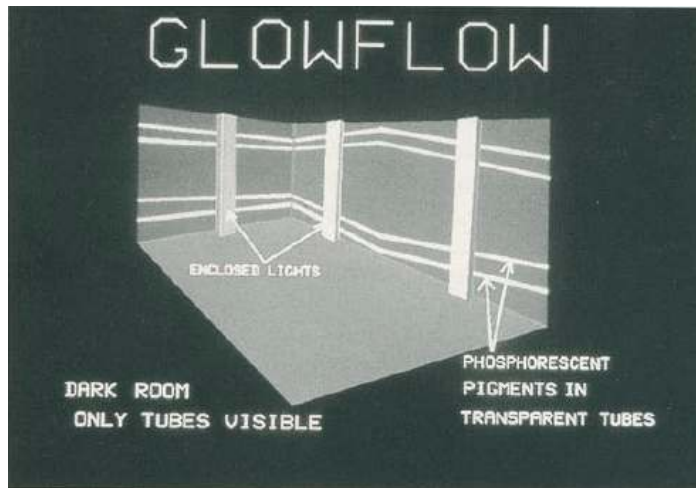 GLOWFLOW
ENCLOSED LIGHTS
PHOSPHORESCENT
PIGMENTS IN
TRANSPARENT TUBES
DARK ROOM
ONLY TUBES VISIBLE